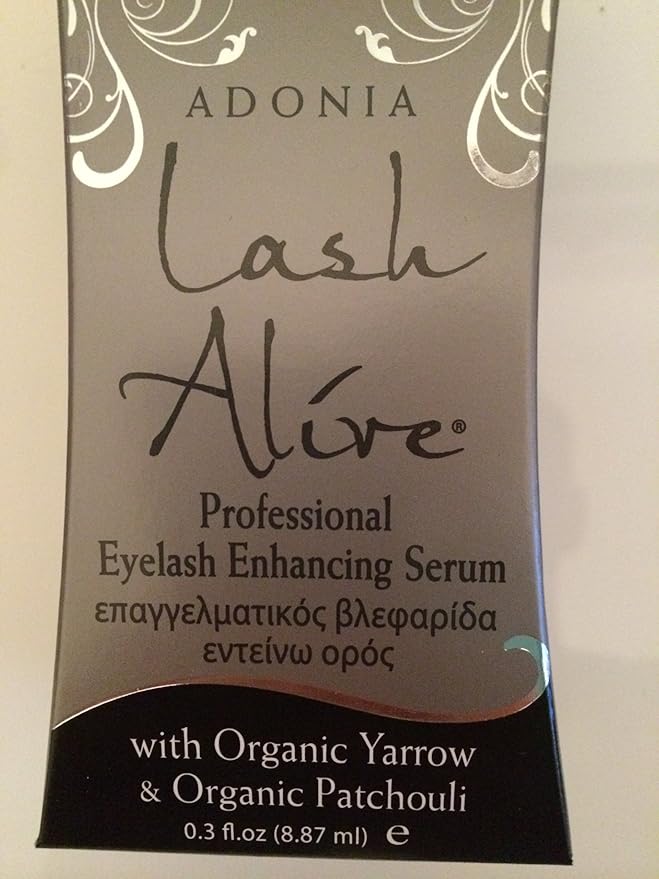 ADONIA
Lash
Alive®
Professional
Eyelash Enhancing Serum
επαγγελματικός βλεφαρίδα
εντείνω ορός
with Organic Yarrow
& Organic Patchouli
0.3 fl.oz (8.87 ml) e